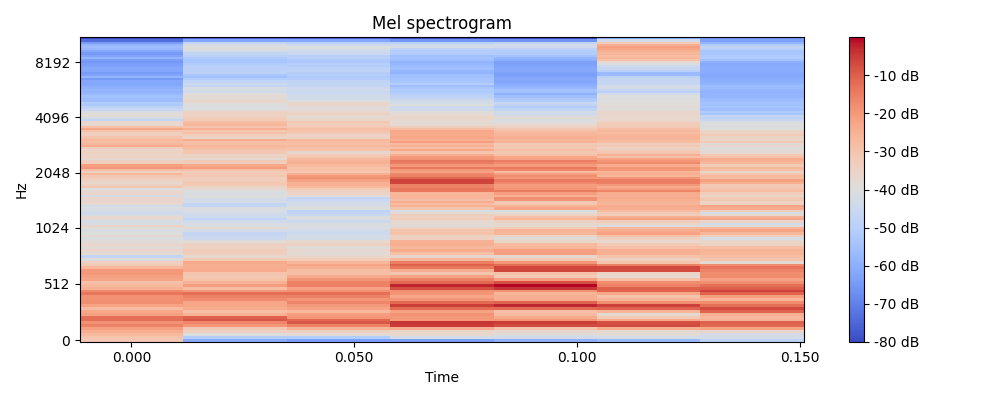 Mel spectrogram
Hz
8192
4096
2048
1024
512
0
0.000
0.050
0.100
0.150
Time
-10 dB
-20 dB
-30 dB
-40 dB
-50 dB
-60 dB
-70 dB
-80 dB